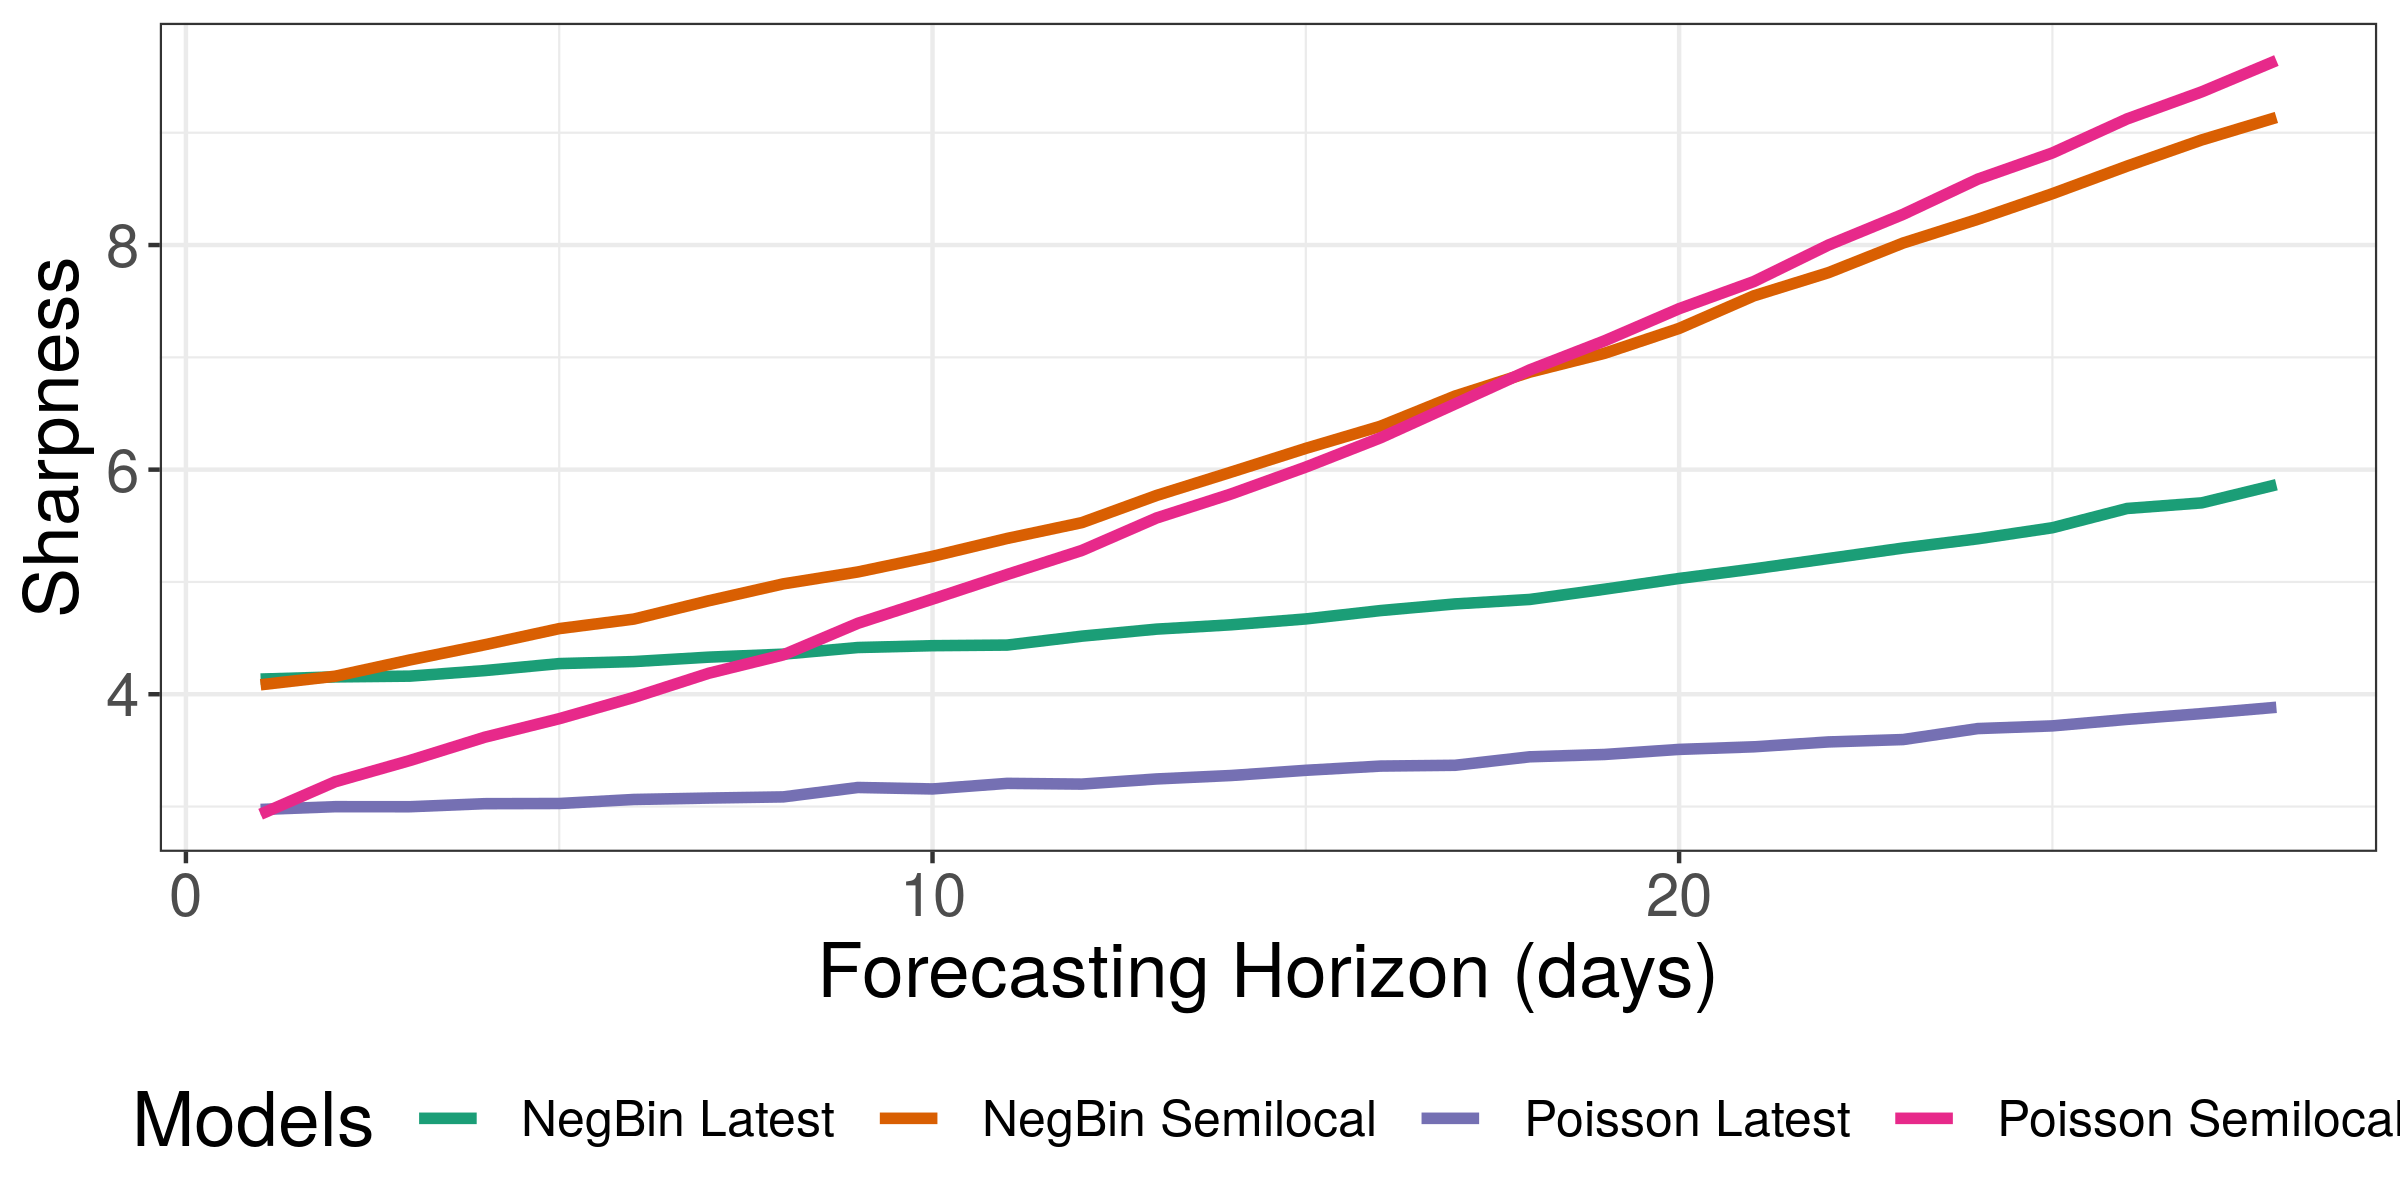 Sharpness
8
6
4
0 10 20
Forecasting Horizon (days)
Models NegBin Latest NegBin Semilocal Poisson Latest Poisson Semilocal